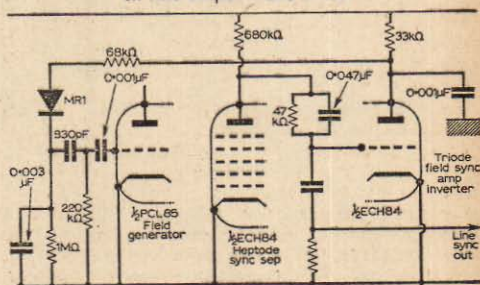 68kΩ
680kΩ
33kΩ
0·001µF
0·047µF
MR1
47
kΩ
0·001µF
330pF
0·003
µF
220
kΩ
1MΩ
½PCL85
Field
generator
½ECH84
Heptode
sync sep
½ECH84
Triode
field sync
amp
inverter
Line
sync
out